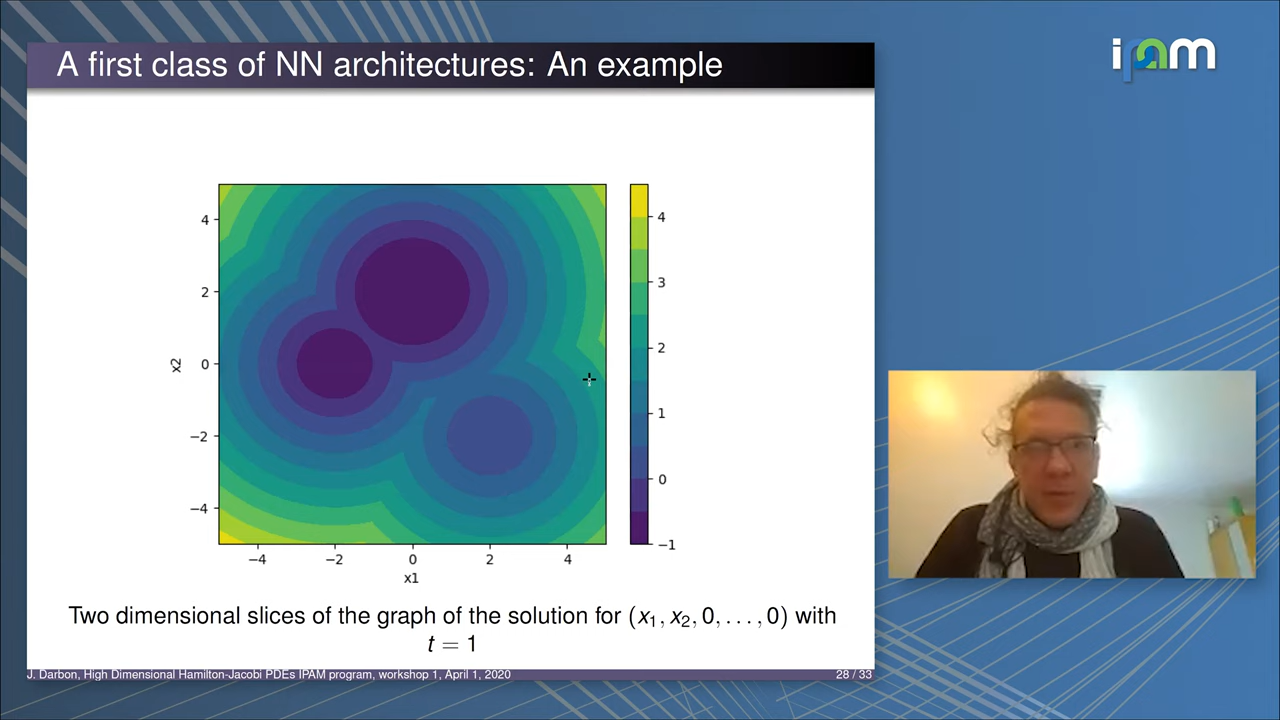 A first class of NN architectures: An example
ipam
4
2
0
−2
−4
x2
−4
−2
0
2
4
x1
4
3
2
1
0
−1
Two dimensional slices of the graph of the solution for (x₁, x₂, 0, . . . , 0) with
t = 1
J. Darbon, High Dimensional Hamilton-Jacobi PDEs IPAM program, workshop 1, April 1, 2020
28 / 33